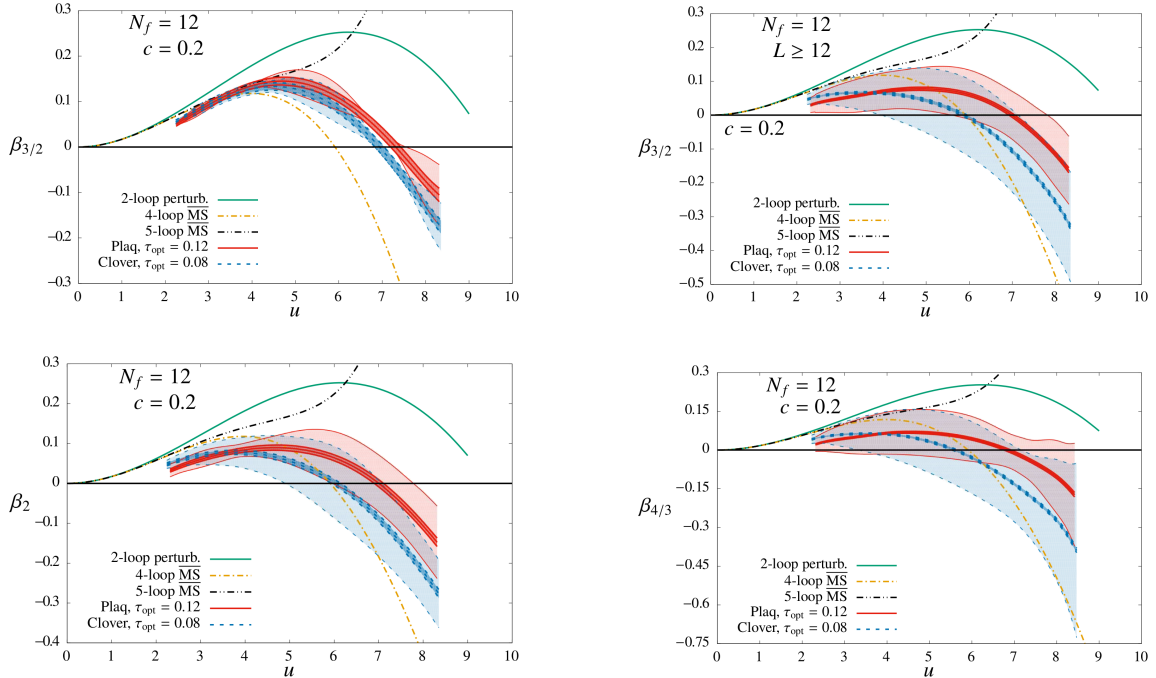 N_f = 12
c = 0.2
β_{3/2}
0.3
0.2
0.1
0
−0.1
−0.2
−0.3
2-loop perturb.
4-loop \overline{MS}
5-loop \overline{MS}
Plaq, τ_opt = 0.12
Clover, τ_opt = 0.08
0 1 2 3 4 5 6 7 8 9 10
u
N_f = 12
L ≥ 12
c = 0.2
β_{3/2}
0.3
0.2
0.1
0
−0.1
−0.2
−0.3
−0.4
−0.5
2-loop perturb.
4-loop \overline{MS}
5-loop \overline{MS}
Plaq, τ_opt = 0.12
Clover, τ_opt = 0.08
0 1 2 3 4 5 6 7 8 9 10
u
N_f = 12
c = 0.2
β_2
0.3
0.2
0.1
0
−0.1
−0.2
−0.3
−0.4
2-loop perturb.
4-loop \overline{MS}
5-loop \overline{MS}
Plaq, τ_opt = 0.12
Clover, τ_opt = 0.08
0 1 2 3 4 5 6 7 8 9 10
u
N_f = 12
c = 0.2
β_{4/3}
0.3
0.15
0
−0.15
−0.3
−0.45
−0.6
−0.75
2-loop perturb.
4-loop \overline{MS}
5-loop \overline{MS}
Plaq, τ_opt = 0.12
Clover, τ_opt = 0.08
0 1 2 3 4 5 6 7 8 9 10
u